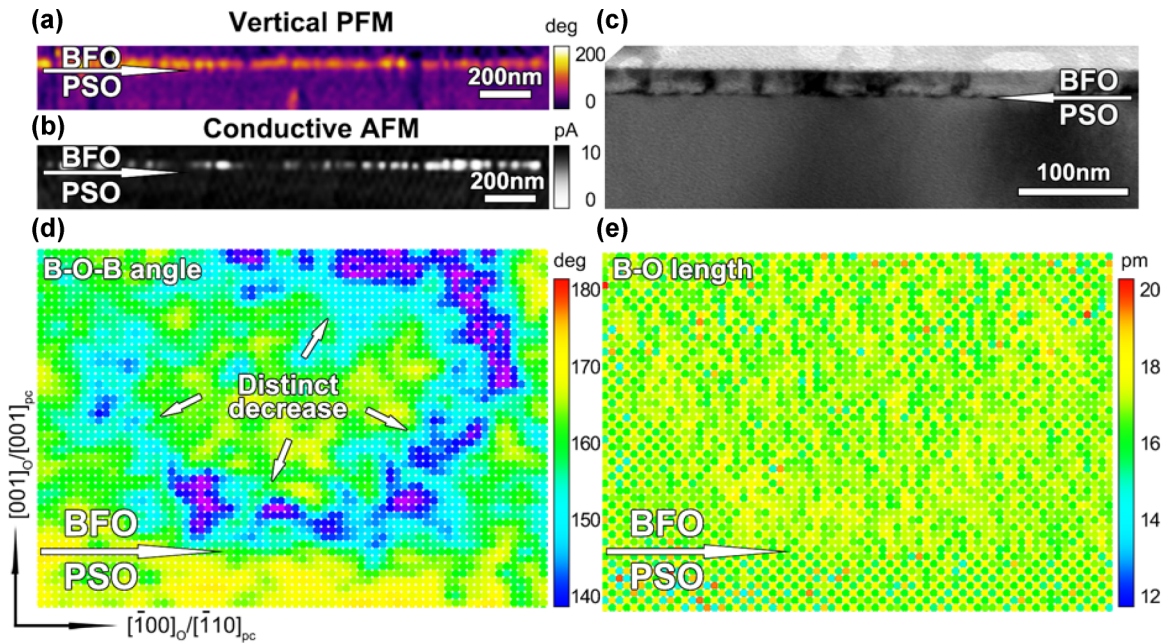 (a)
Vertical PFM
deg
BFO
PSO
200nm
200
0
(b)
Conductive AFM
pA
BFO
PSO
200nm
10
0
(c)
BFO
PSO
100nm
(d)
B-O-B angle
deg
180
170
160
150
140
Distinct
decrease
BFO
PSO
[001]ₒ/[001]pc
[1̄00]ₒ/[1̄10]pc
(e)
B-O length
pm
20
18
16
14
12
BFO
PSO